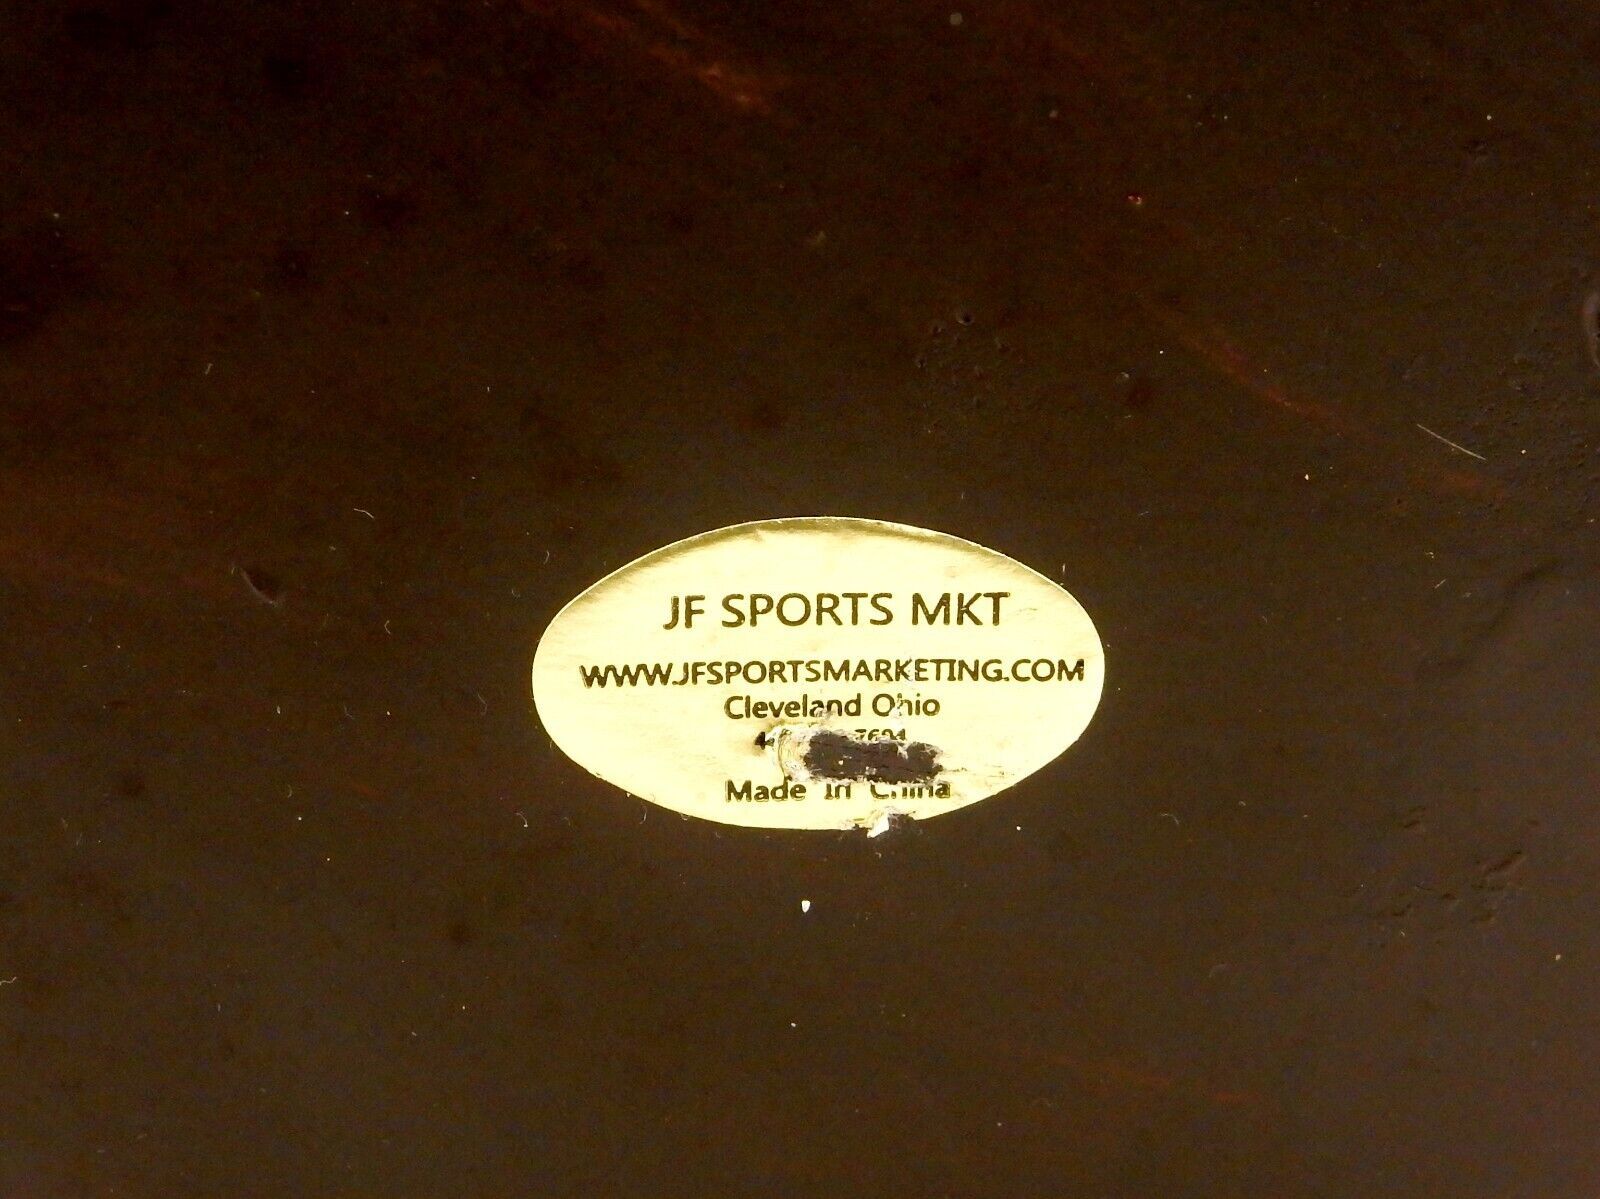 JF SPORTS MKT
WWW.JFSPORTSMARKETING.COM
Cleveland Ohio
Made In China